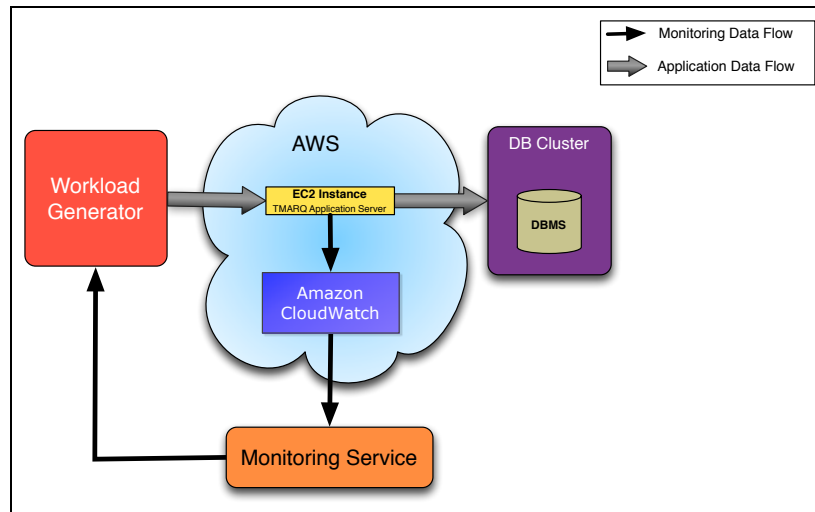 Monitoring Data Flow
Application Data Flow
AWS
DB Cluster
Workload
Generator
EC2 Instance
TMARQ Application Server
DBMS
Amazon
CloudWatch
Monitoring Service